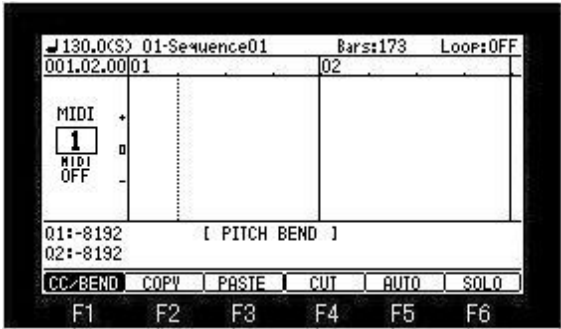 ♩130.0(S) 01-Sequence01 Bars:173 Loop:OFF
001.02.00 01 02
MIDI +
1 0
MIDI
OFF -
Q1:-8192 [ PITCH BEND ]
Q2:-8192
CC/BEND COPY PASTE CUT AUTO SOLO
F1 F2 F3 F4 F5 F6